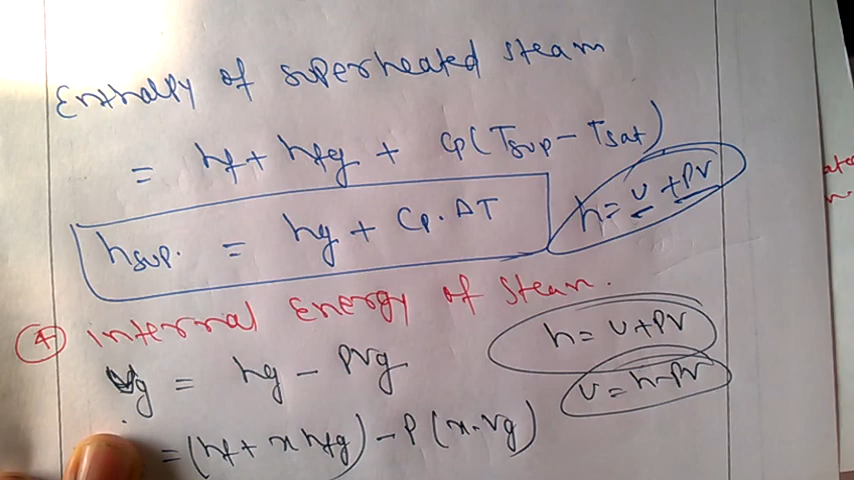 Enthalpy of superheated steam
= hf + hfg + Cp (Tsup - Tsat)
hsup. = hg + Cp. ΔT
h = u + PV
④ internal Energy of steam.
h = u + PV
ug = hg - PVg
u = h - PV
= (hf + x hfg) - P (x.Vg)